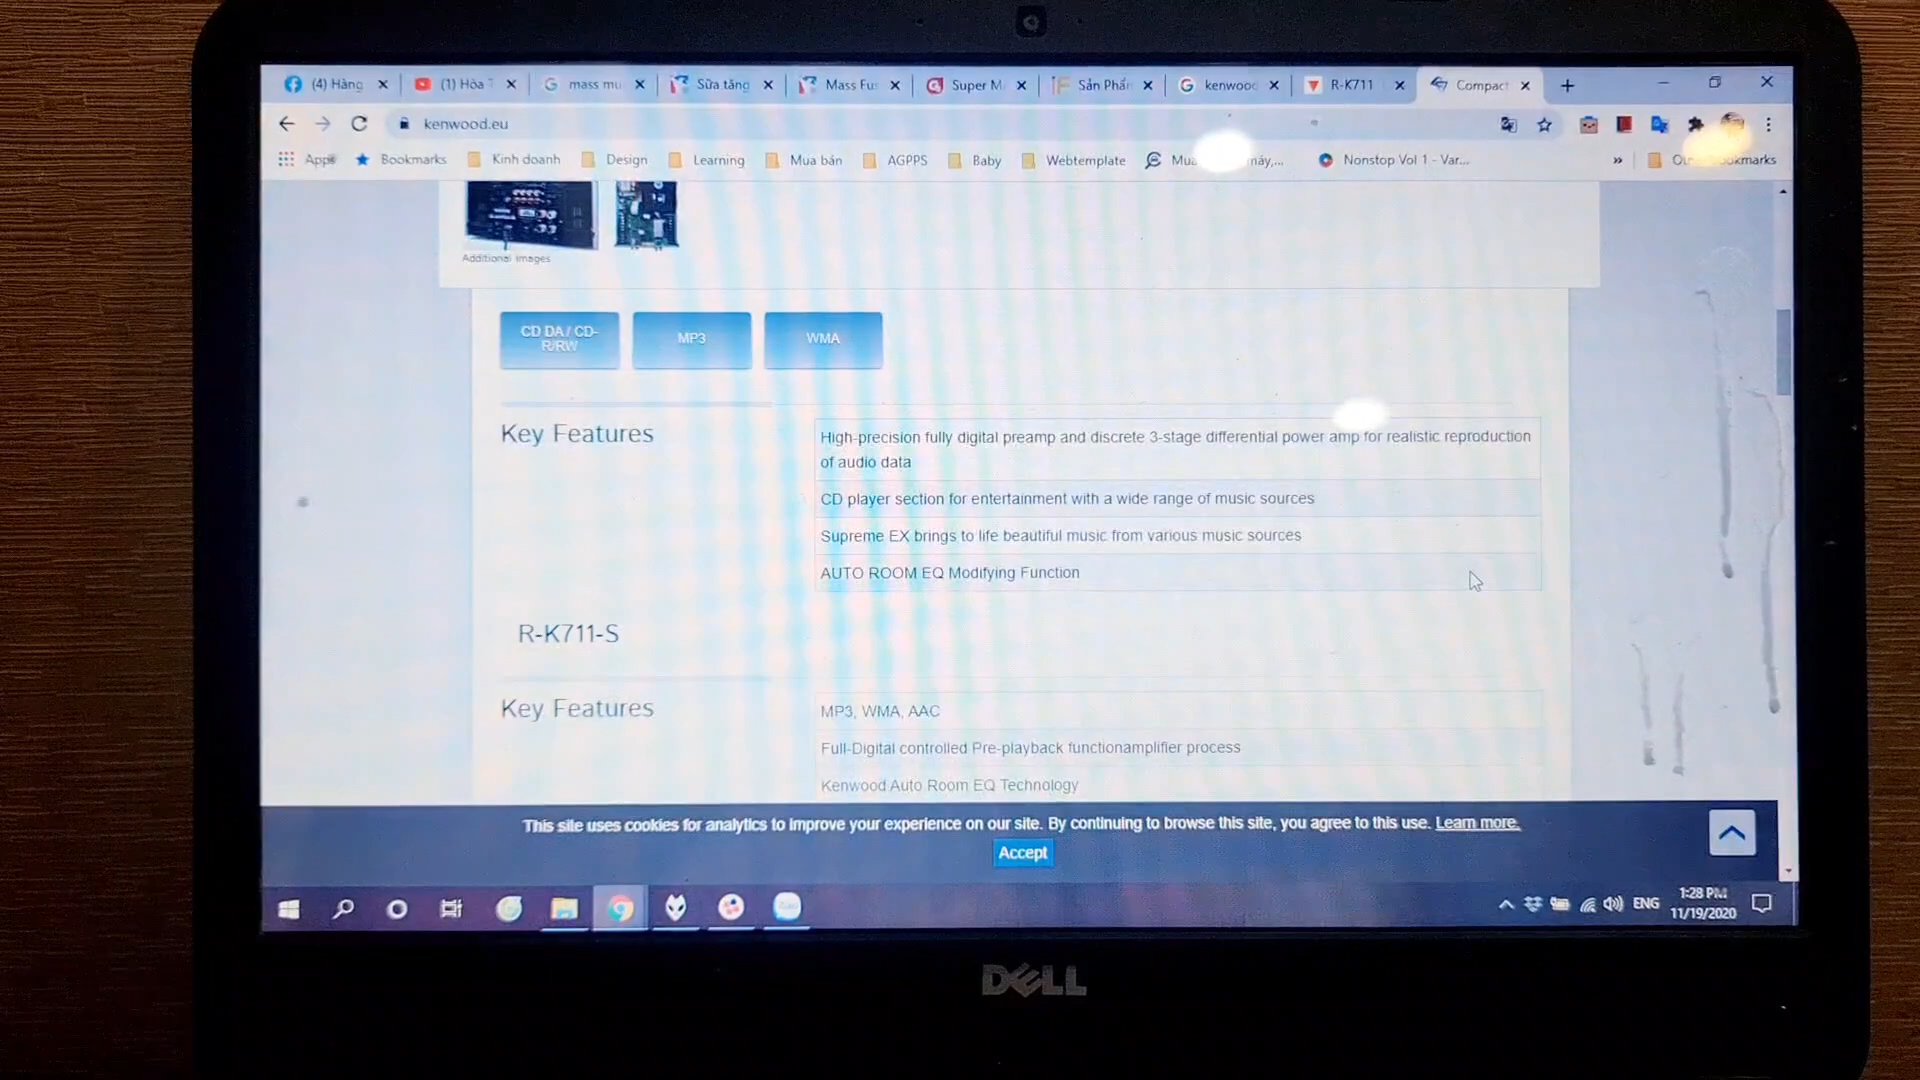 (4) Hàng
(1) Hòa T
mass mu
Sữa tăng
Mass Fus
Super M
Sản Phẩn
kenwood
R-K711
Compact
kenwood.eu
Apps
Bookmarks
Kinh doanh
Design
Learning
Mua bán
AGPPS
Baby
Webtemplate
Nonstop Vol 1 - Var...
»
Additional images
CD DA / CD-
R/RW
MP3
WMA
Key Features
High-precision fully digital preamp and discrete 3-stage differential power amp for realistic reproduction
of audio data
CD player section for entertainment with a wide range of music sources
Supreme EX brings to life beautiful music from various music sources
AUTO ROOM EQ Modifying Function
R-K711-S
Key Features
MP3, WMA, AAC
Full-Digital controlled Pre-playback functionamplifier process
Kenwood Auto Room EQ Technology
This site uses cookies for analytics to improve your experience on our site. By continuing to browse this site, you agree to this use. Learn more.
Accept
ENG
1:28 PM
11/19/2020
DELL